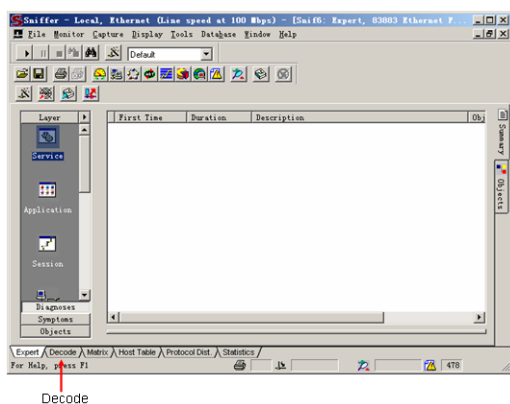 Sniffer - Local, Ethernet (Line speed at 100 Mbps) - [Snif6: Expert, 83883 Ethernet F...
File Monitor Capture Display Tools Database Window Help
Default
Layer
First Time Duration Description Obj
Summary
Objects
Service
Application
Session
Diagnoses
Symptoms
Objects
Expert Decode Matrix Host Table Protocol Dist. Statistics
For Help, press F1 478
Decode